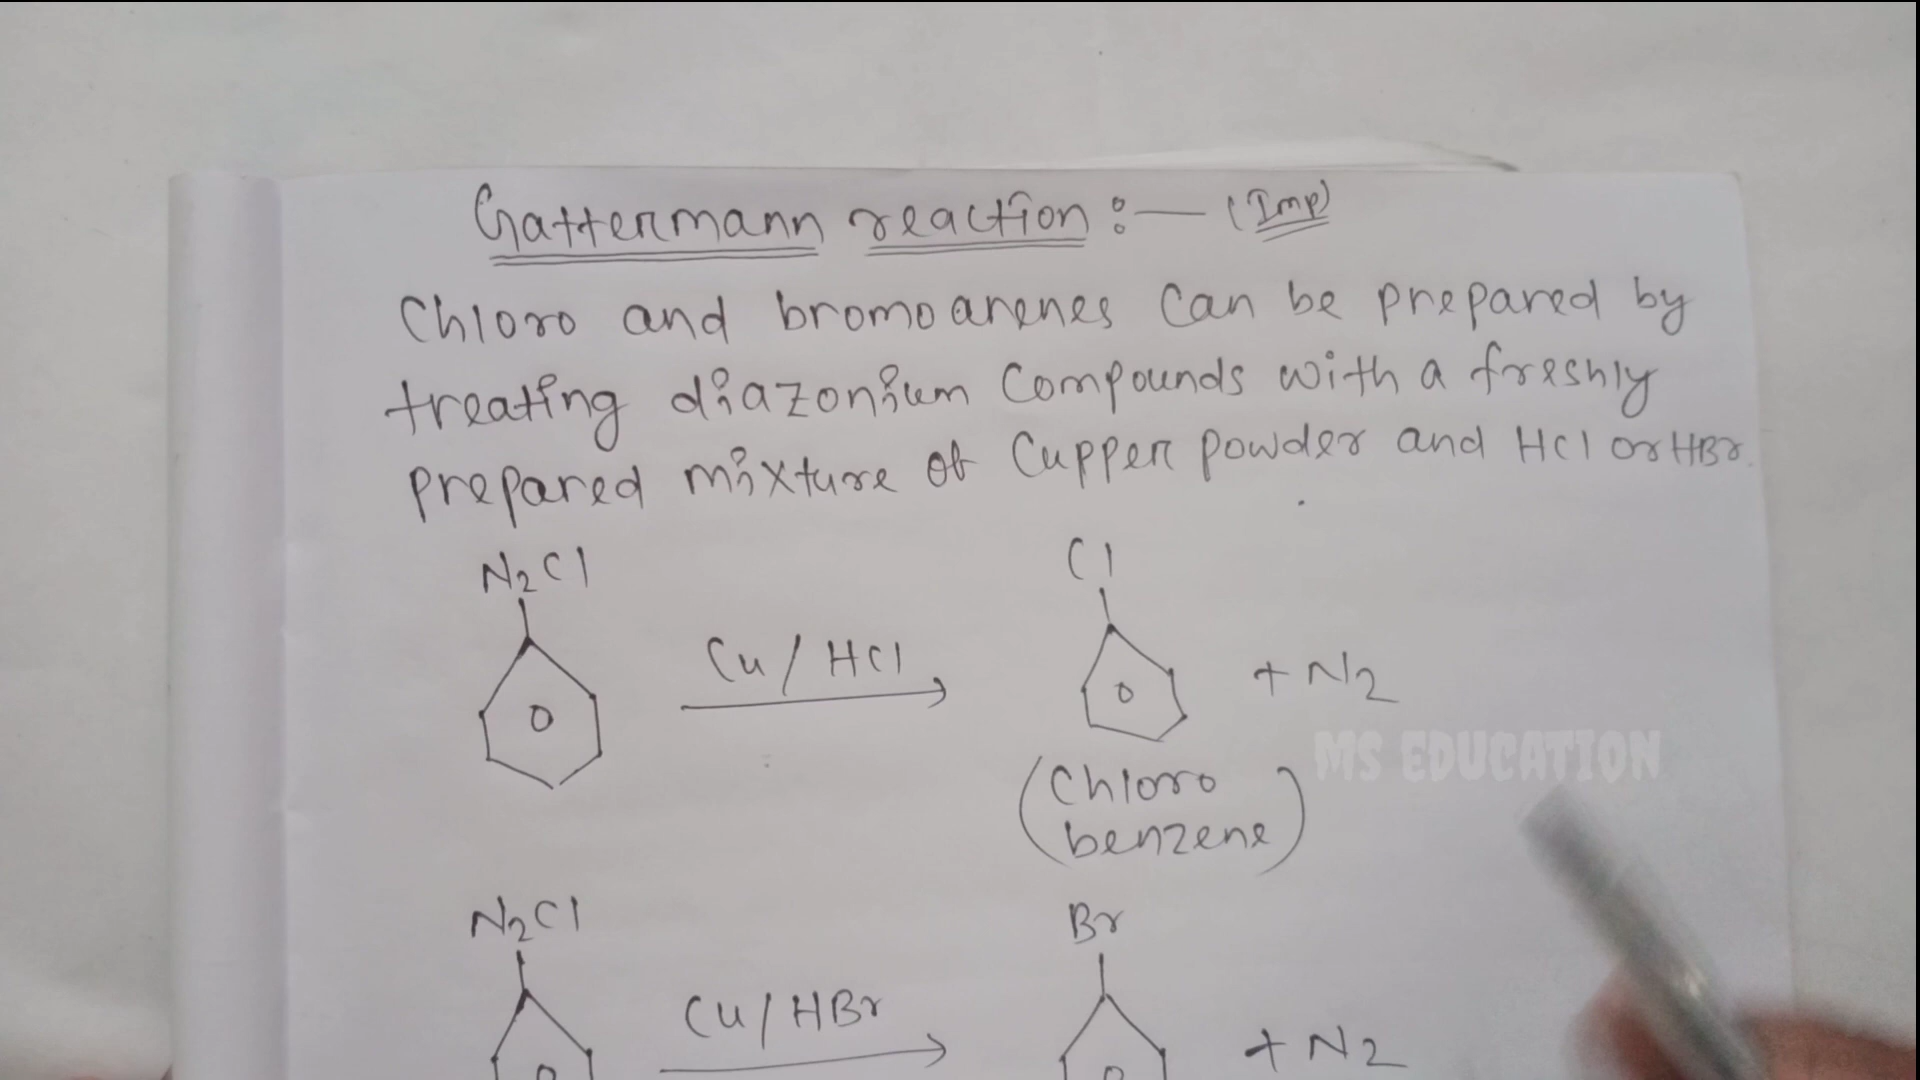 Gattermann reaction :— (Imp)
Chloro and bromoarenes can be prepared by
treating diazonium compounds with a freshly
prepared mixture of Cupper powder and HCl or HBr.
N2Cl
Cl
Cu / HCl
+ N2
(Chloro
benzene)
MS EDUCATION
N2Cl
Br
Cu / HBr
+ N2